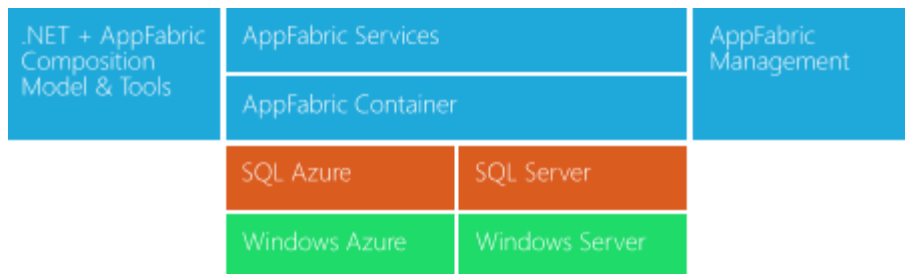 .NET + AppFabric
Composition
Model & Tools
AppFabric Services
AppFabric Container
AppFabric
Management
SQL Azure
SQL Server
Windows Azure
Windows Server